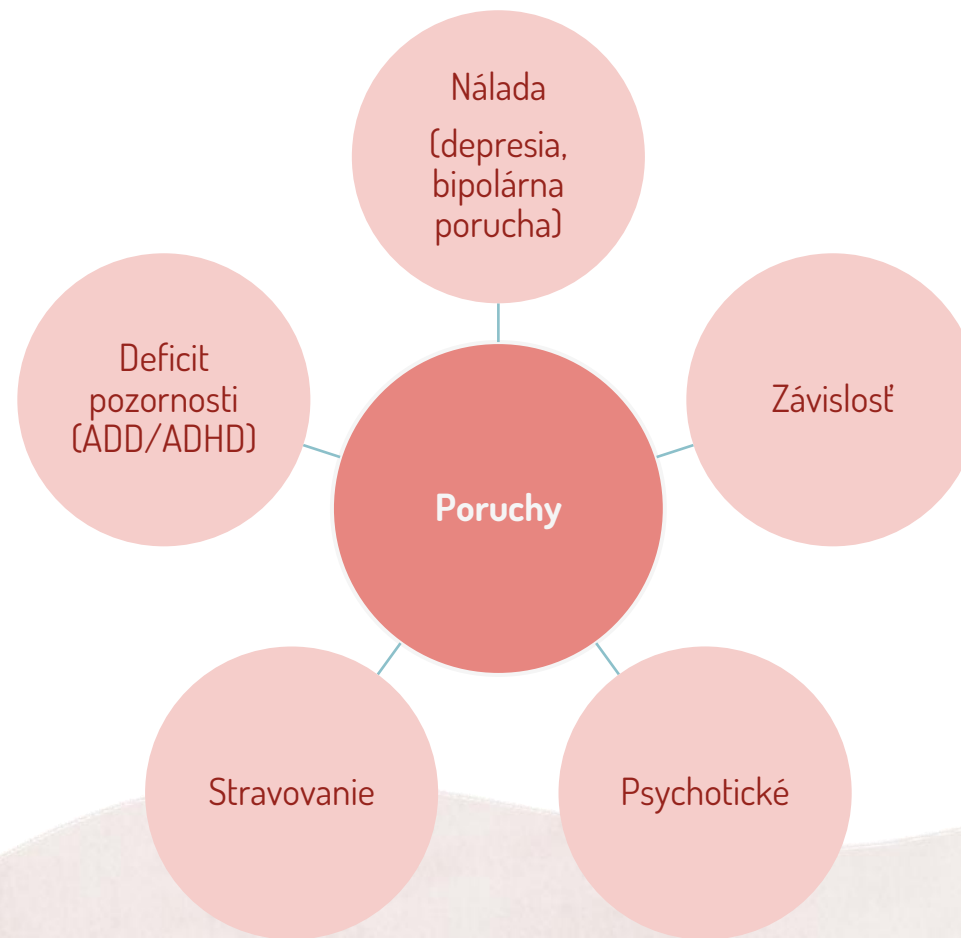 Nálada
(depresia,
bipolárna
porucha)
Deficit
pozornosti
(ADD/ADHD)
Závislosť
Poruchy
Stravovanie
Psychotické